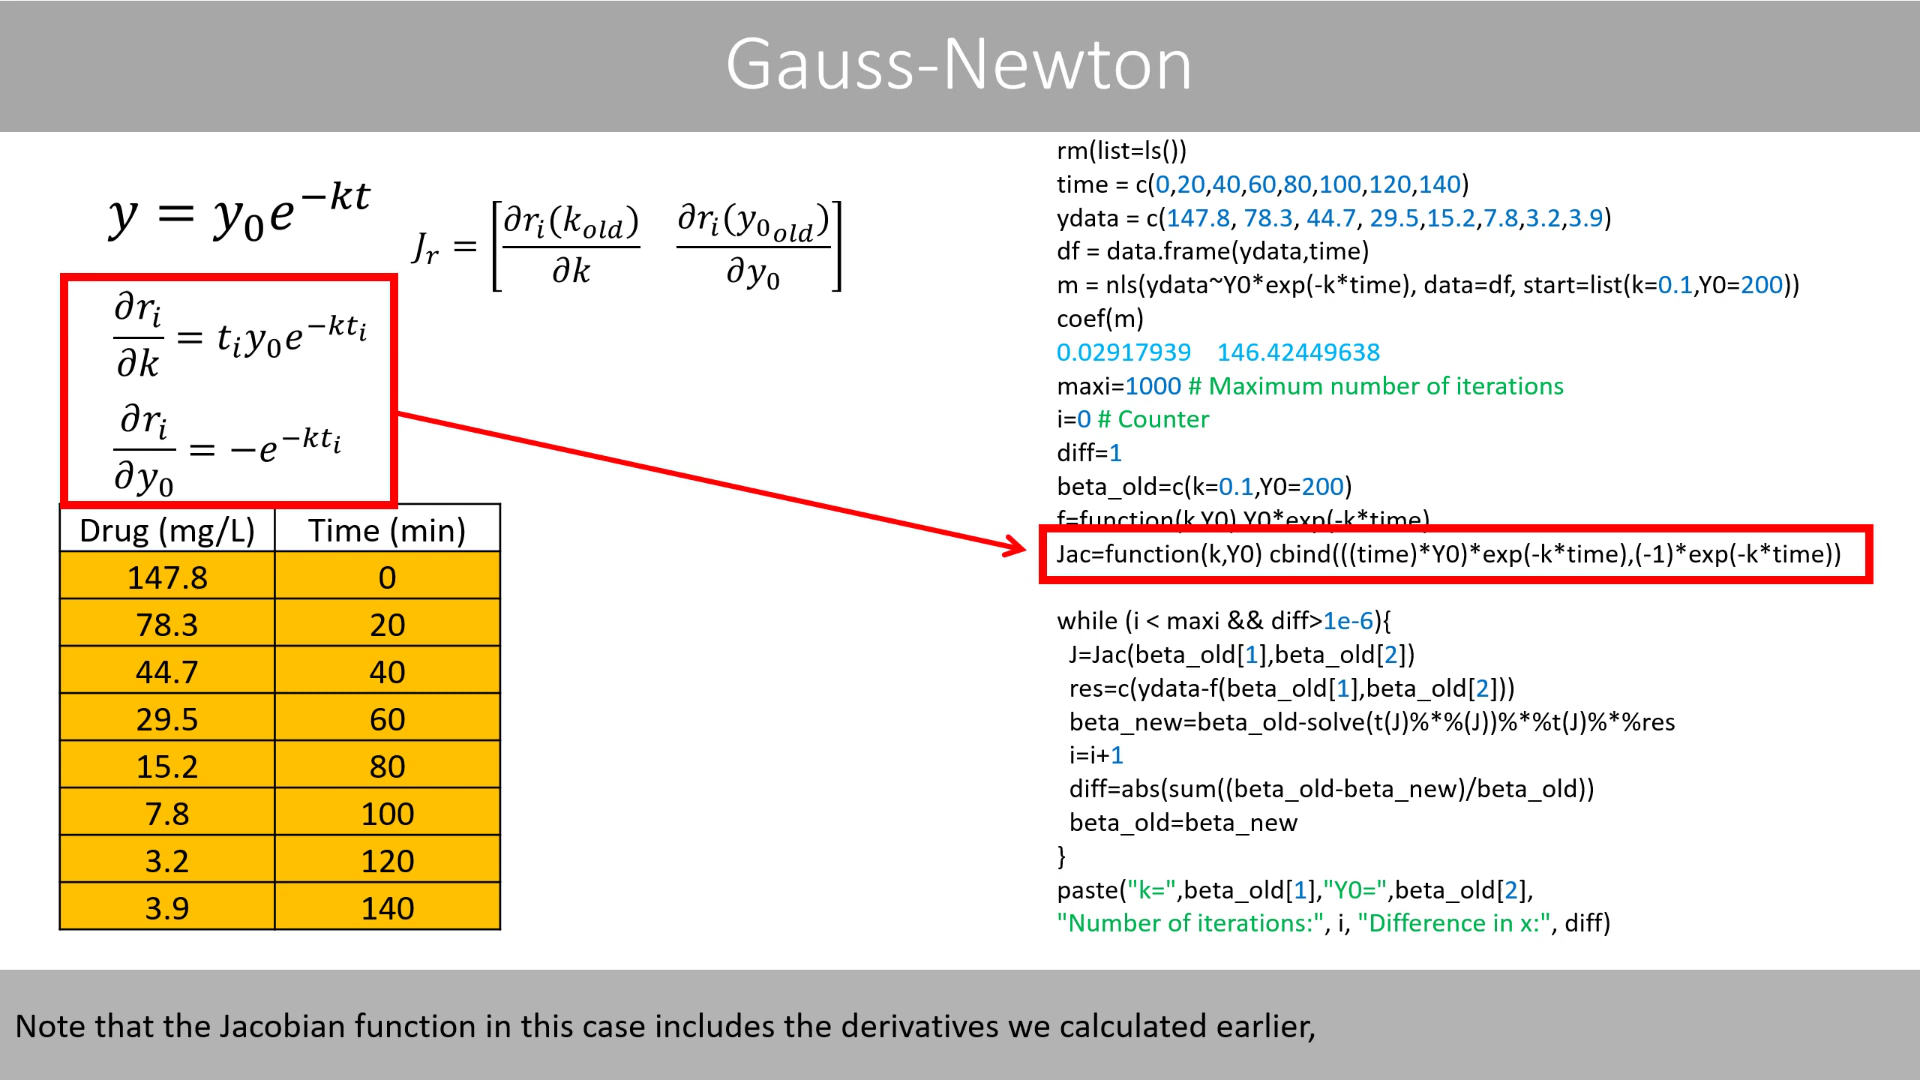 Gauss-Newton
y = y₀e^(−kt)
J_r = [∂r_i(k_old)/∂k ∂r_i(y_0old)/∂y₀]
∂r_i/∂k = t_i y₀e^(−kt_i)
∂r_i/∂y₀ = −e^(−kt_i)
Drug (mg/L) Time (min)
147.8 0
78.3 20
44.7 40
29.5 60
15.2 80
7.8 100
3.2 120
3.9 140
rm(list=ls())
time = c(0,20,40,60,80,100,120,140)
ydata = c(147.8, 78.3, 44.7, 29.5,15.2,7.8,3.2,3.9)
df = data.frame(ydata,time)
m = nls(ydata~Y0*exp(-k*time), data=df, start=list(k=0.1,Y0=200))
coef(m)
0.02917939 146.42449638
maxi=1000 # Maximum number of iterations
i=0 # Counter
diff=1
beta_old=c(k=0.1,Y0=200)
f=function(k,Y0) Y0*exp(-k*time)
Jac=function(k,Y0) cbind(((time)*Y0)*exp(-k*time),(-1)*exp(-k*time))
while (i < maxi && diff>1e-6){
J=Jac(beta_old[1],beta_old[2])
res=c(ydata-f(beta_old[1],beta_old[2]))
beta_new=beta_old-solve(t(J)%*%(J))%*%t(J)%*%res
i=i+1
diff=abs(sum((beta_old-beta_new)/beta_old))
beta_old=beta_new
}
paste("k=",beta_old[1],"Y0=",beta_old[2],
"Number of iterations:", i, "Difference in x:", diff)
Note that the Jacobian function in this case includes the derivatives we calculated earlier,